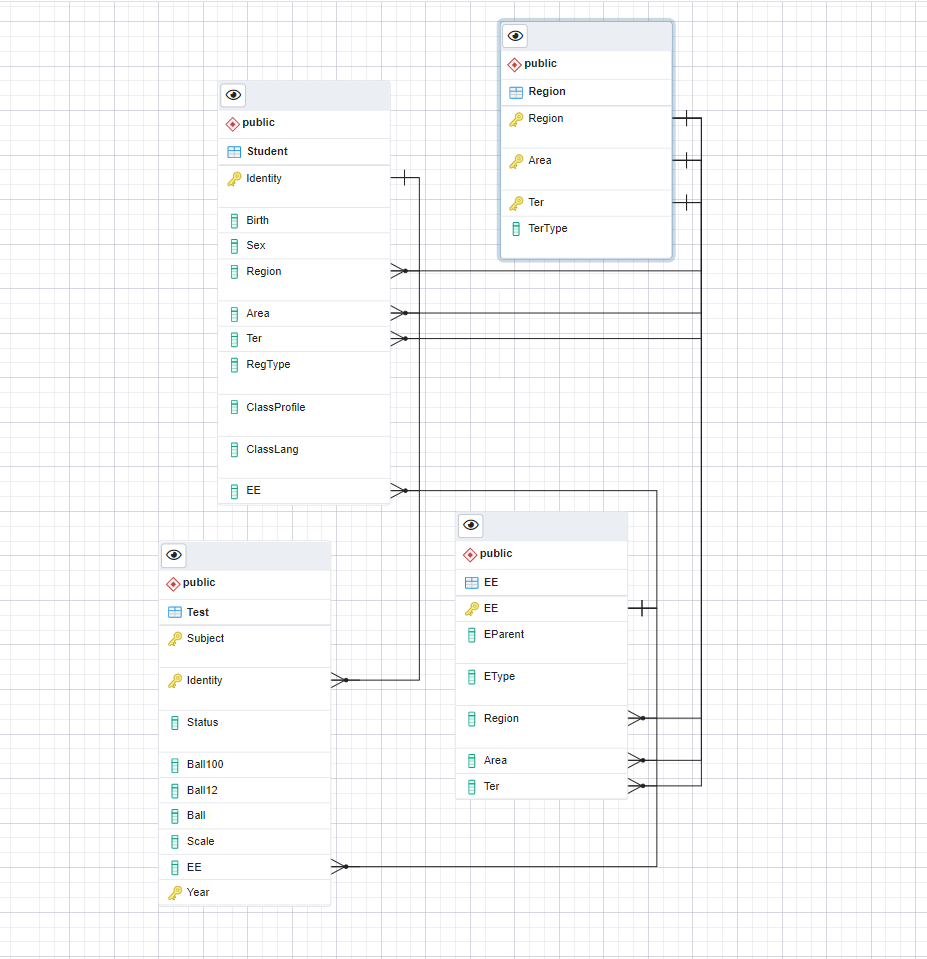 public
Region
Region
Area
Ter
TerType
public
Student
Identity
Birth
Sex
Region
Area
Ter
RegType
ClassProfile
ClassLang
EE
public
EE
EE
EParent
EType
Region
Area
Ter
public
Test
Subject
Identity
Status
Ball100
Ball12
Ball
Scale
EE
Year